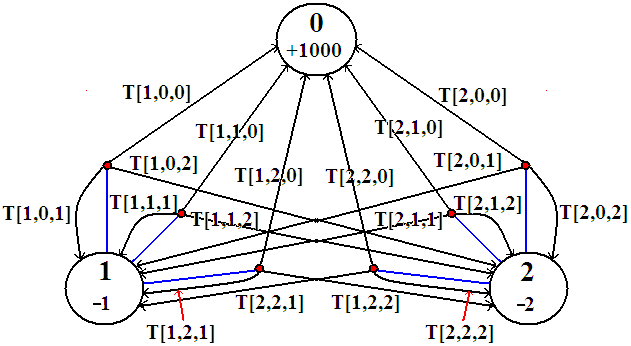 0
+1000
T[1,0,0]
T[2,0,0]
T[1,1,0]
T[2,1,0]
T[1,0,2]
T[1,2,0]
T[2,2,0]
T[2,0,1]
T[1,0,1]
T[1,1,1]
T[1,1,2]
T[2,1,1]
T[2,1,2]
T[2,0,2]
1
-1
2
-2
T[2,2,1]
T[1,2,2]
T[1,2,1]
T[2,2,2]